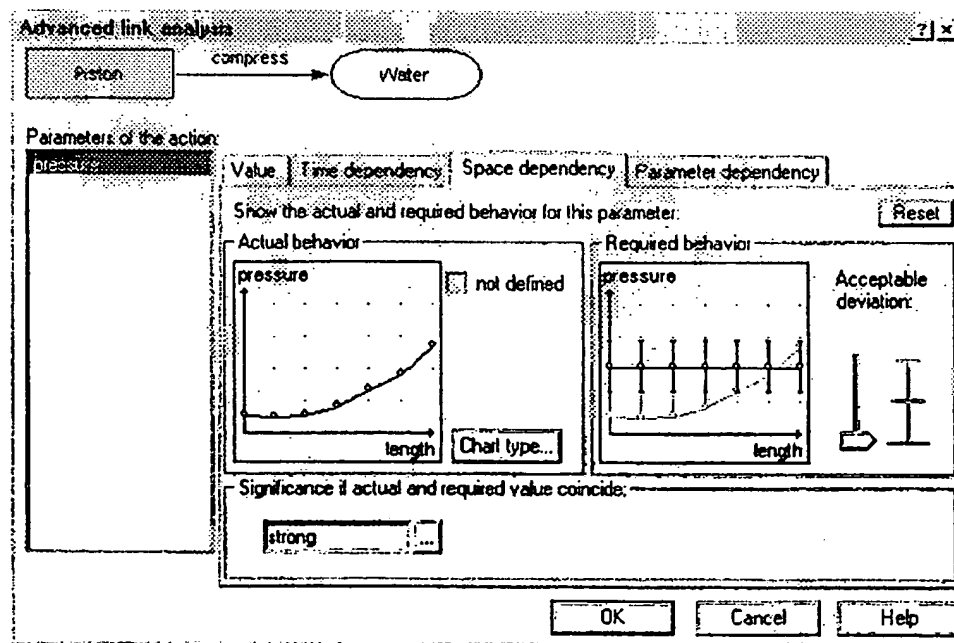 Advanced link analysis
? ×
Piston
compress
Water
Parameters of the action:
pressure
Value
Time dependency
Space dependency
Parameter dependency
Show the actual and required behavior for this parameter:
Reset
Actual behavior
pressure
length
not defined
Chart type...
Required behavior
pressure
length
Acceptable
deviation:
Significance if actual and required value coincide:
strong
...
OK
Cancel
Help